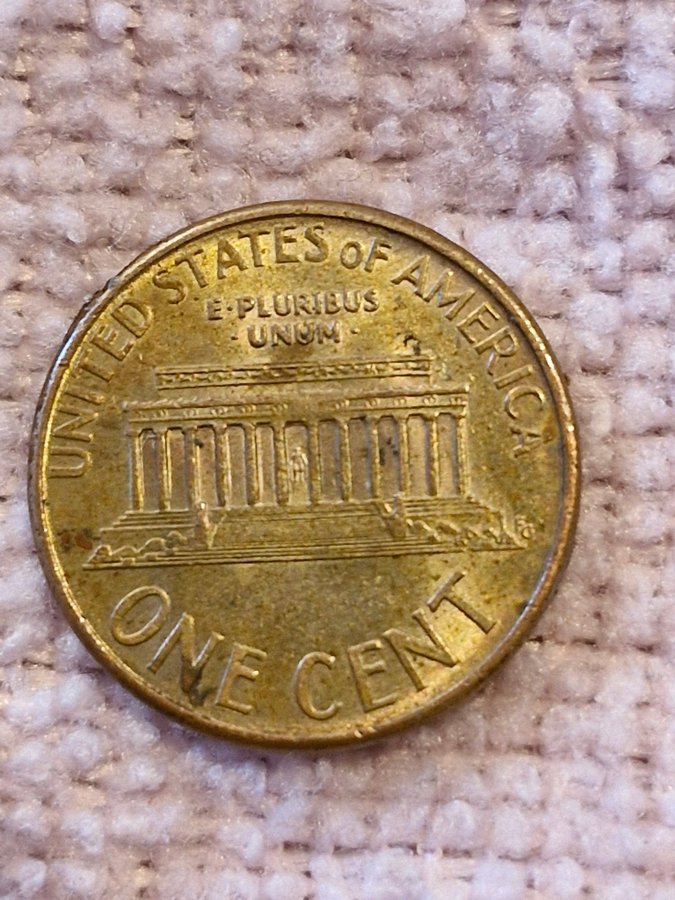 UNITED STATES oF AMERICA
E·PLURIBUS
·UNUM·
ONE CENT